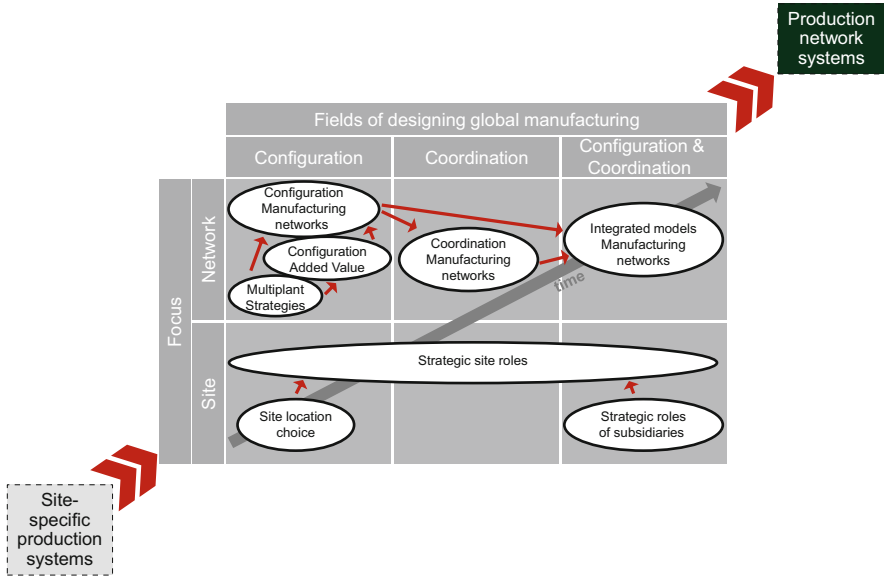 Production
network
systems
Fields of designing global manufacturing
Configuration
Coordination
Configuration &
Coordination
Focus
Network
Configuration
Manufacturing
networks
Configuration
Added Value
Multiplant
Strategies
Coordination
Manufacturing
networks
Integrated models
Manufacturing
networks
time
Site
Strategic site roles
Site location
choice
Strategic roles
of subsidiaries
Site-
specific
production
systems